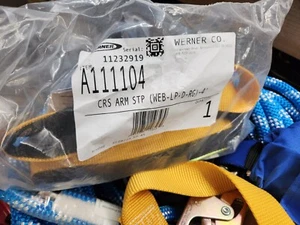 WERNER
Serial:
11232919
WERNER CO.
A111104
CRS ARM STP (WEB-LP-D-RG)-4'
1